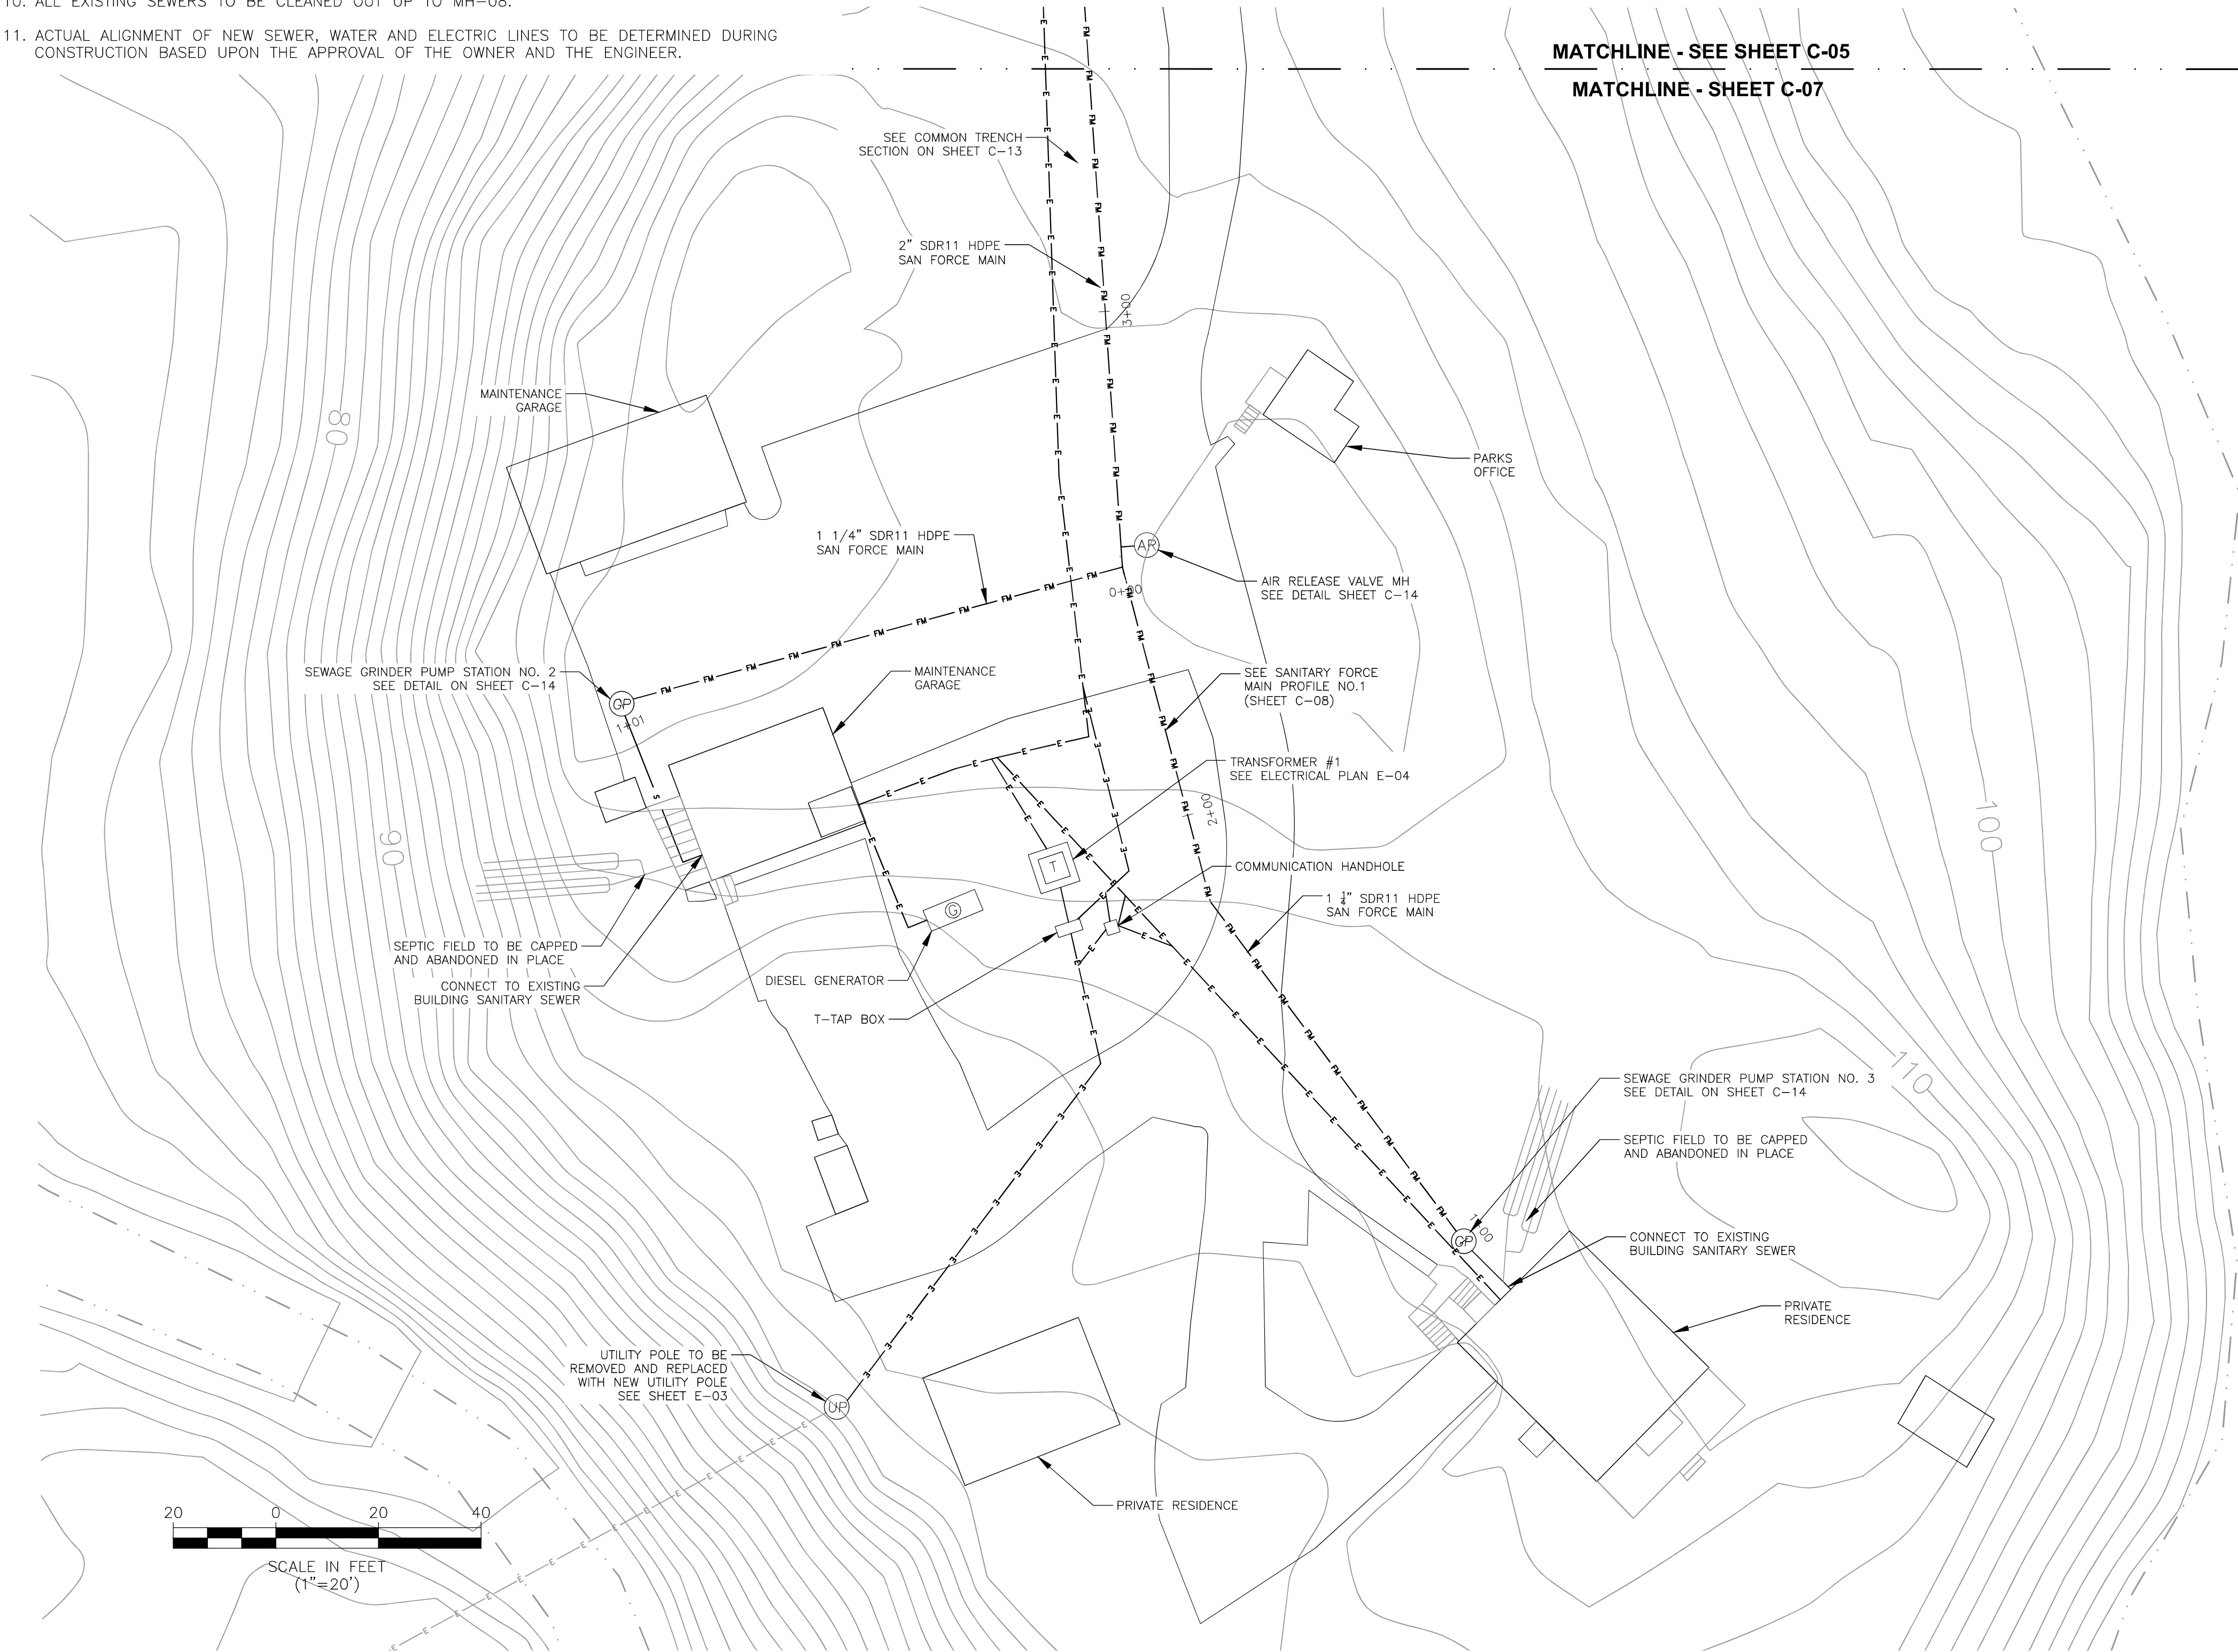 10. ALL EXISTING SEWERS TO BE CLEANED OUT UP TO MH-08.
11. ACTUAL ALIGNMENT OF NEW SEWER, WATER AND ELECTRIC LINES TO BE DETERMINED DURING
CONSTRUCTION BASED UPON THE APPROVAL OF THE OWNER AND THE ENGINEER.
MATCHLINE - SEE SHEET C-05
MATCHLINE - SHEET C-07
SEE COMMON TRENCH
SECTION ON SHEET C-13
2" SDR11 HDPE
SAN FORCE MAIN
3+00
MAINTENANCE
GARAGE
80
PARKS
OFFICE
1 1/4" SDR11 HDPE
SAN FORCE MAIN
AR
AIR RELEASE VALVE MH
SEE DETAIL SHEET C-14
0+00
SEWAGE GRINDER PUMP STATION NO. 2
SEE DETAIL ON SHEET C-14
GP
1+01
MAINTENANCE
GARAGE
SEE SANITARY FORCE
MAIN PROFILE NO.1
(SHEET C-08)
TRANSFORMER #1
SEE ELECTRICAL PLAN E-04
2+00
90
100
T
COMMUNICATION HANDHOLE
1 1/4" SDR11 HDPE
SAN FORCE MAIN
G
S
SEPTIC FIELD TO BE CAPPED
AND ABANDONED IN PLACE
CONNECT TO EXISTING
BUILDING SANITARY SEWER
DIESEL GENERATOR
T-TAP BOX
110
SEWAGE GRINDER PUMP STATION NO. 3
SEE DETAIL ON SHEET C-14
SEPTIC FIELD TO BE CAPPED
AND ABANDONED IN PLACE
1+00
GP
CONNECT TO EXISTING
BUILDING SANITARY SEWER
PRIVATE
RESIDENCE
UTILITY POLE TO BE
REMOVED AND REPLACED
WITH NEW UTILITY POLE
SEE SHEET E-03
UP
PRIVATE RESIDENCE
20 0 20 40
SCALE IN FEET
(1"=20')
E
FM